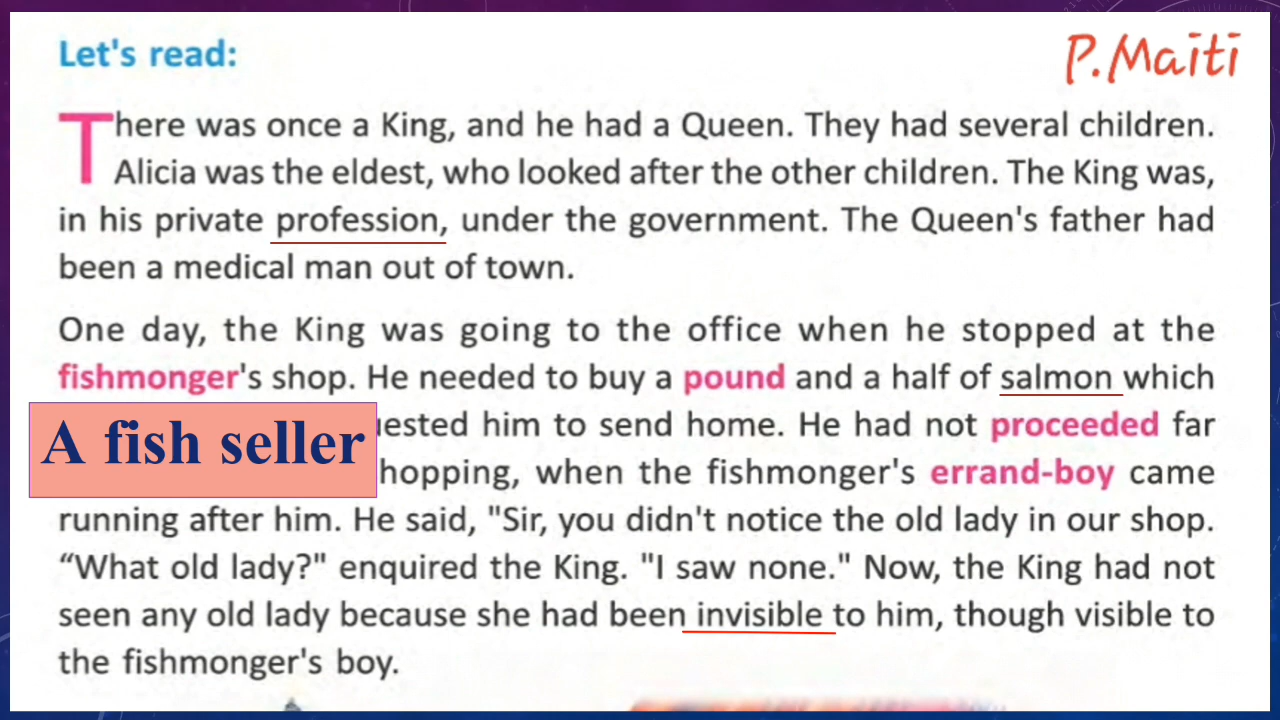 Let's read:
P.Maiti
There was once a King, and he had a Queen. They had several children.
Alicia was the eldest, who looked after the other children. The King was,
in his private profession, under the government. The Queen's father had
been a medical man out of town.
One day, the King was going to the office when he stopped at the
fishmonger's shop. He needed to buy a pound and a half of salmon which
A fish seller
him to send home. He had not proceeded far
when the fishmonger's errand-boy came
running after him. He said, "Sir, you didn't notice the old lady in our shop.
“What old lady?" enquired the King. "I saw none." Now, the King had not
seen any old lady because she had been invisible to him, though visible to
the fishmonger's boy.